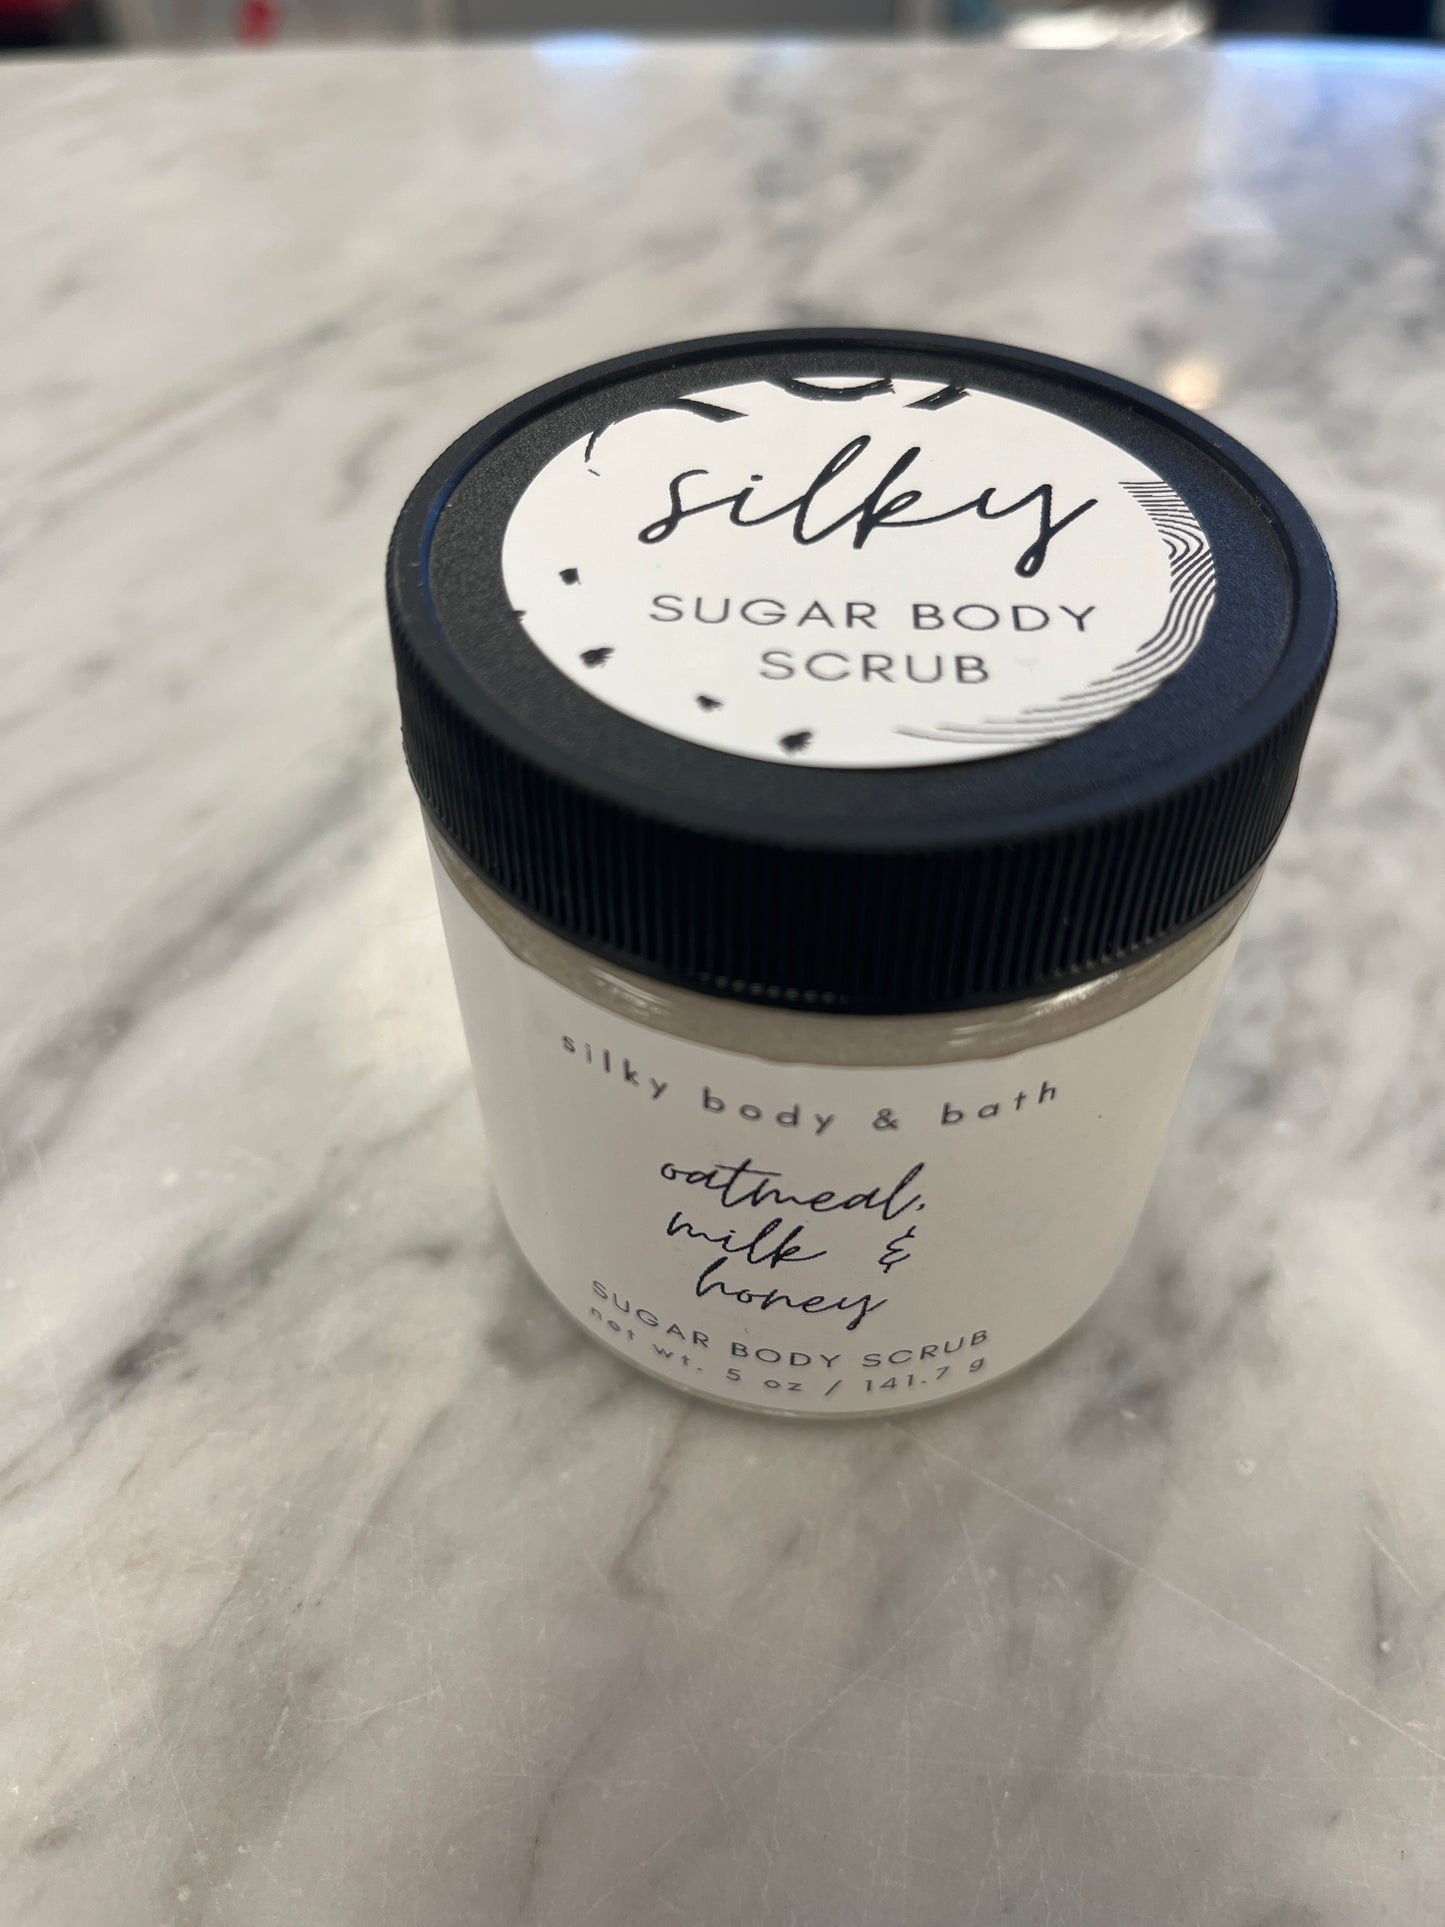 silky
SUGAR BODY
SCRUB
silky body & bath
oatmeal,
milk &
honey
SUGAR BODY SCRUB
net wt. 5 oz / 141.7 g